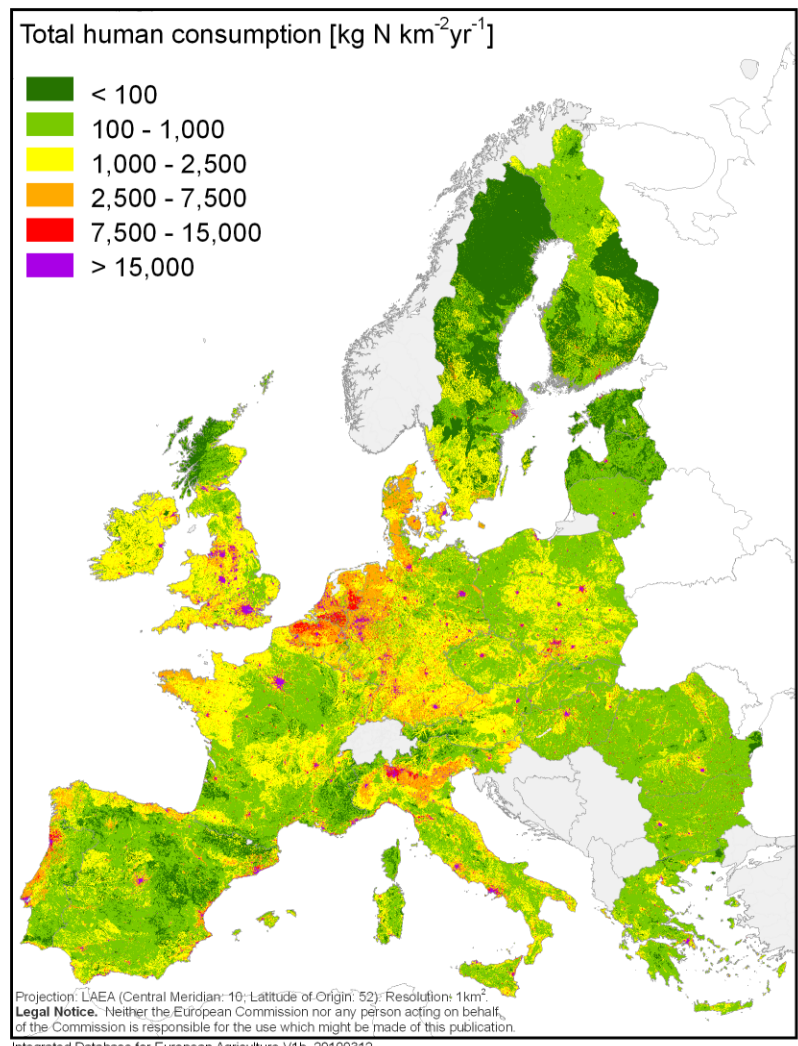 Total human consumption [kg N km⁻²yr⁻¹]
< 100
100 - 1,000
1,000 - 2,500
2,500 - 7,500
7,500 - 15,000
> 15,000
Projection: LAEA (Central Meridian: 10; Latitude of Origin: 52). Resolution: 1km².
Legal Notice. Neither the European Commission nor any person acting on behalf
of the Commission is responsible for the use which might be made of this publication.
Integrated Database for European Agriculture V1b, 20100312